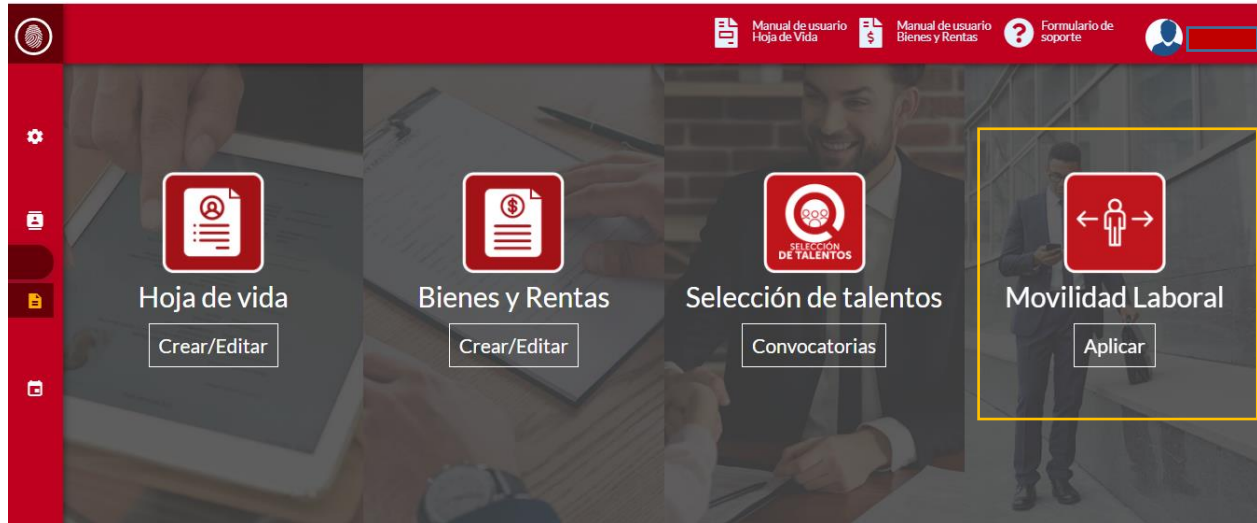 Manual de usuario
Hoja de Vida
Manual de usuario
Bienes y Rentas
Formulario de
soporte
SELECCIÓN
DE TALENTOS
Hoja de vida
Bienes y Rentas
Selección de talentos
Movilidad Laboral
Crear/Editar
Crear/Editar
Convocatorias
Aplicar